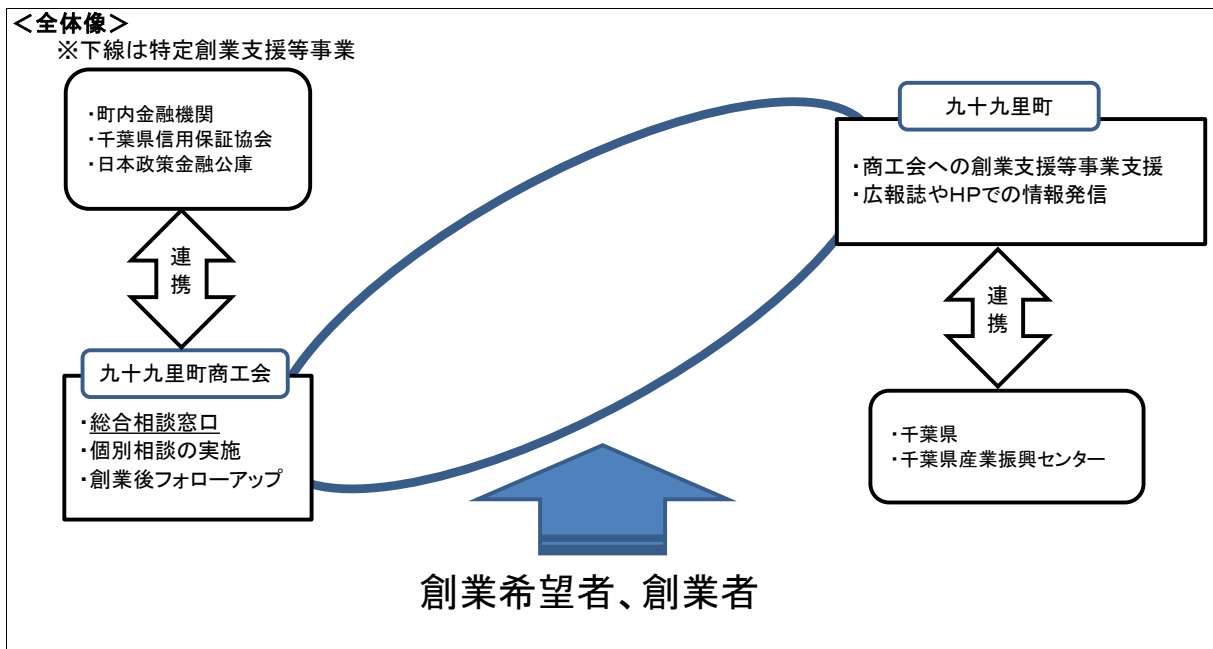 ＜全体像＞
※下線は特定創業支援等事業
・町内金融機関
・千葉県信用保証協会
・日本政策金融公庫
連携
九十九里町商工会
・総合相談窓口
・個別相談の実施
・創業後フォローアップ
九十九里町
・商工会への創業支援等事業支援
・広報誌やHPでの情報発信
連携
・千葉県
・千葉県産業振興センター
創業希望者、創業者